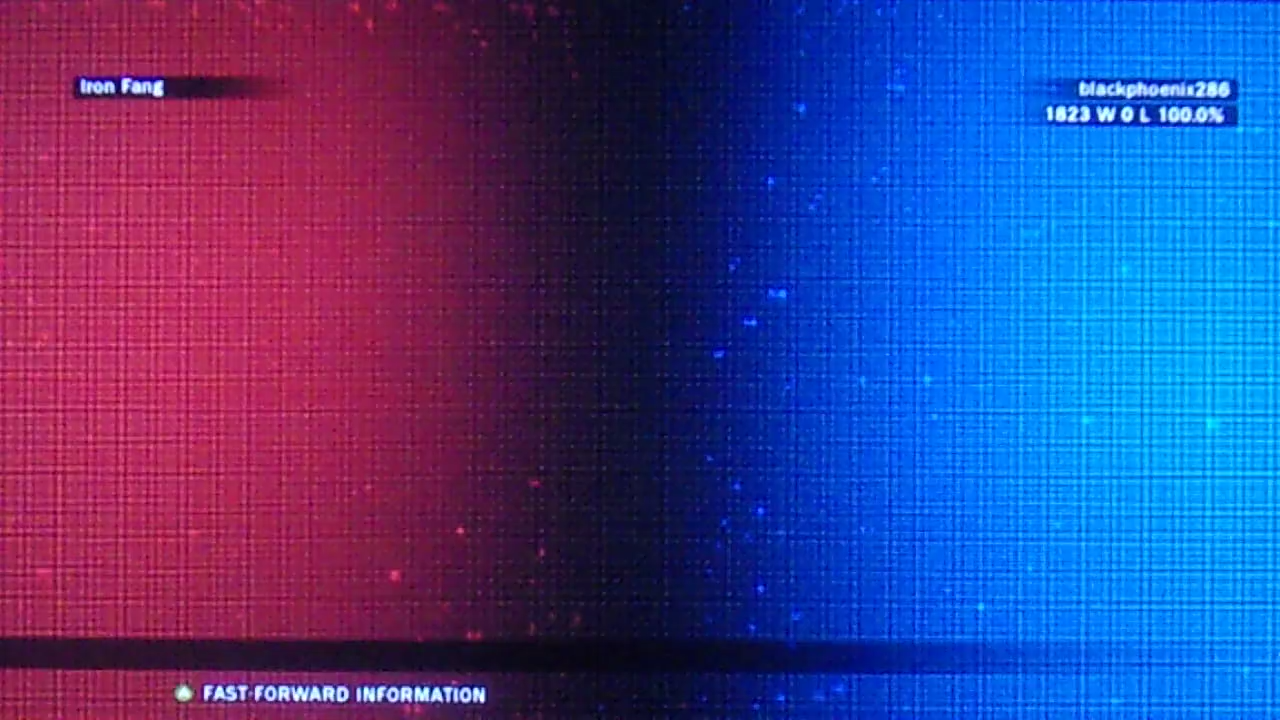 Iron Fang
blackphoenix286
1823 W 0 L 100.0%
FAST-FORWARD INFORMATION